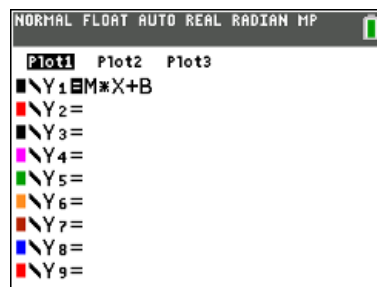 NORMAL FLOAT AUTO REAL RADIAN MP
Plot1 Plot2 Plot3
\Y1=M*X+B
\Y2=
\Y3=
\Y4=
\Y5=
\Y6=
\Y7=
\Y8=
\Y9=